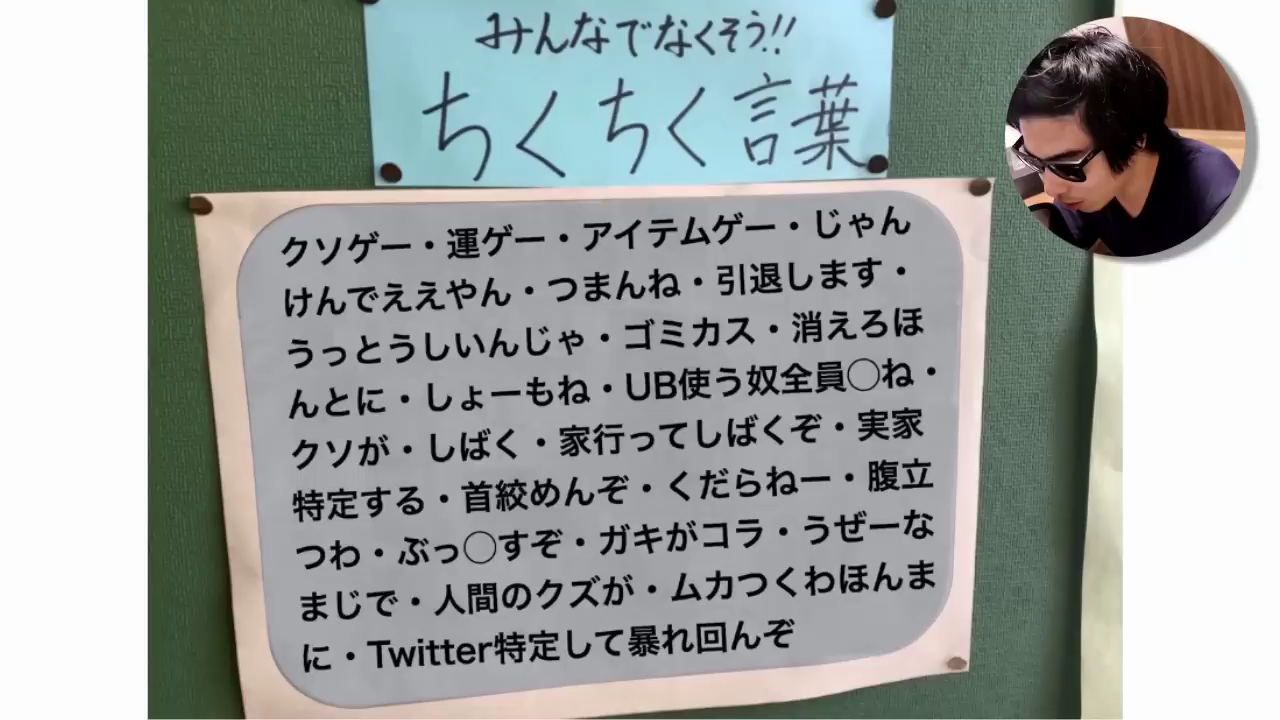 みんなでなくそう!!
ちくちく言葉
クソゲー・運ゲー・アイテムゲー・じゃん
けんでええやん・つまんね・引退します・
うっとうしいんじゃ・ゴミカス・消えろほ
んとに・しょーもね・UB使う奴全員◯ね・
クソが・しばく・家行ってしばくぞ・実家
特定する・首絞めんぞ・くだらねー・腹立
つわ・ぶっ◯すぞ・ガキがコラ・うぜーな
まじで・人間のクズが・ムカつくわほんま
に・Twitter特定して暴れ回んぞ